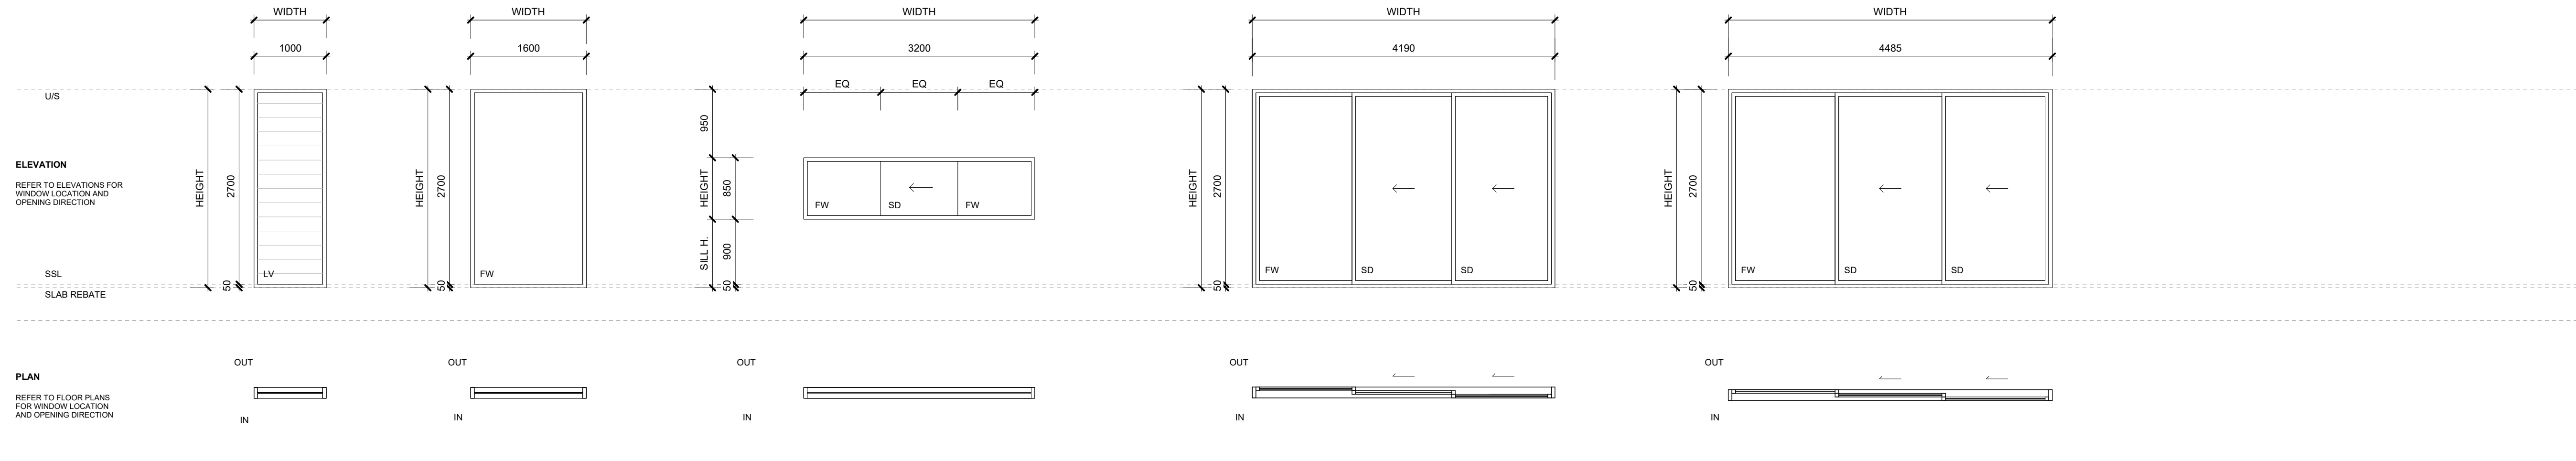 WIDTH
WIDTH
WIDTH
WIDTH
WIDTH
1000
1600
3200
4190
4485
EQ EQ EQ
U/S
ELEVATION
REFER TO ELEVATIONS FOR
WINDOW LOCATION AND
OPENING DIRECTION
SSL
SLAB REBATE
HEIGHT
2700
50
LV
HEIGHT
2700
50
FW
950
HEIGHT
850
SILL H.
900
50
FW SD FW
HEIGHT
2700
50
FW SD SD
HEIGHT
2700
50
FW SD SD
OUT
OUT
OUT
OUT
OUT
PLAN
REFER TO FLOOR PLANS
FOR WINDOW LOCATION
AND OPENING DIRECTION
IN
IN
IN
IN
IN